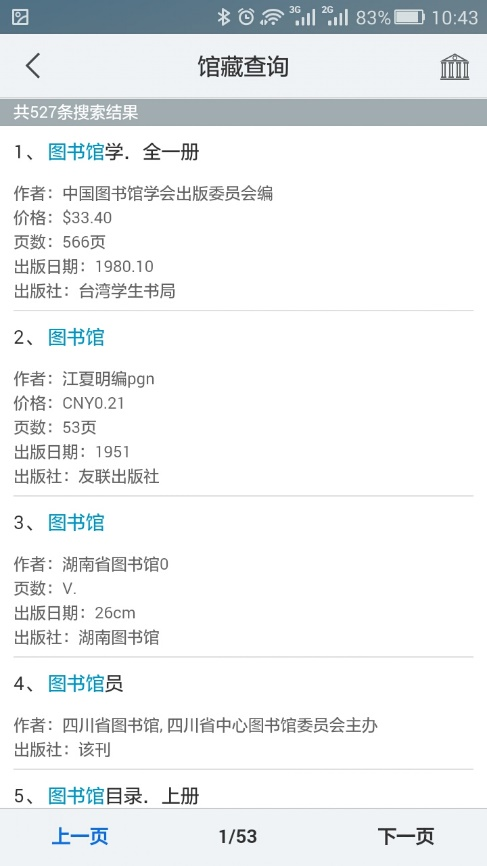 3G 2G 83% 10:43
馆藏查询
共527条搜索结果
1、图书馆学．全一册
作者：中国图书馆学会出版委员会编
价格：$33.40
页数：566页
出版日期：1980.10
出版社：台湾学生书局
2、图书馆
作者：江夏明编pgn
价格：CNY0.21
页数：53页
出版日期：1951
出版社：友联出版社
3、图书馆
作者：湖南省图书馆0
页数：V.
出版日期：26cm
出版社：湖南图书馆
4、图书馆员
作者：四川省图书馆, 四川省中心图书馆委员会主办
出版社：该刊
5、图书馆目录．上册
上一页 1/53 下一页